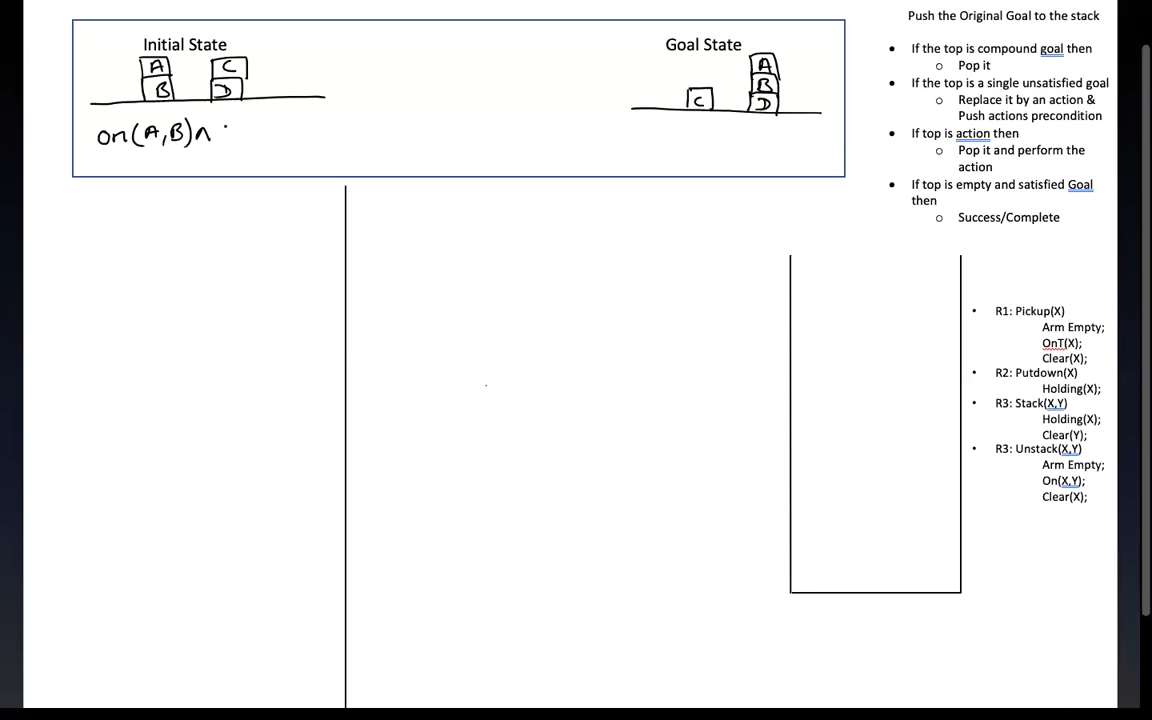 Initial State
A
B
C
D
on(A,B)∧
Goal State
A
B
C
D
Push the Original Goal to the stack
• If the top is compound goal then
o Pop it
• If the top is a single unsatisfied goal
o Replace it by an action &
Push actions precondition
• If top is action then
o Pop it and perform the
action
• If top is empty and satisfied Goal
then
o Success/Complete
• R1: Pickup(X)
Arm Empty;
OnT(X);
Clear(X);
• R2: Putdown(X)
Holding(X);
• R3: Stack(X,Y)
Holding(X);
Clear(Y);
• R3: Unstack(X,Y)
Arm Empty;
On(X,Y);
Clear(X);